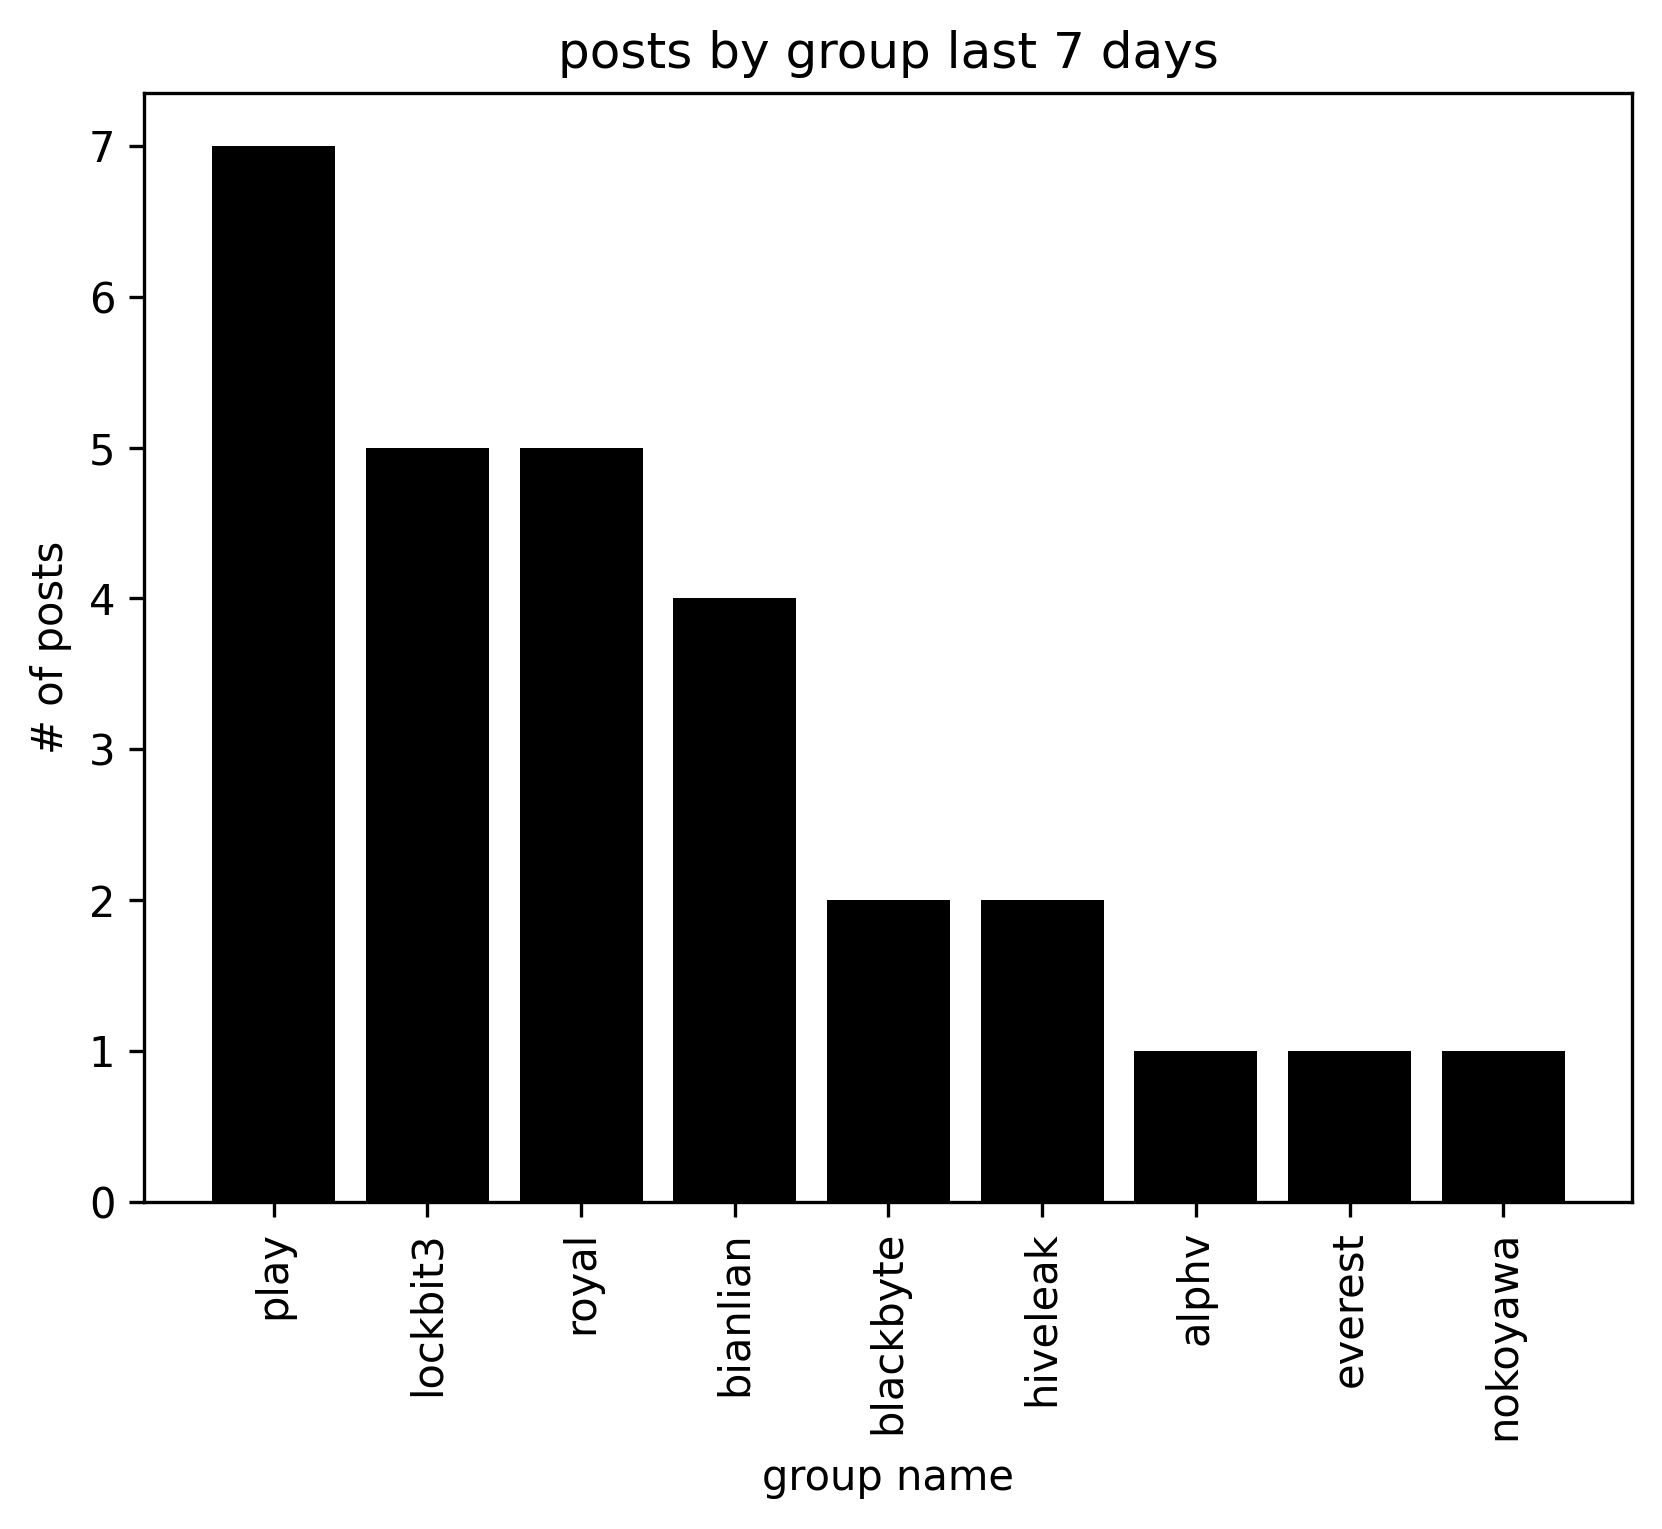 posts by group last 7 days
# of posts
7
6
5
4
3
2
1
0
play
lockbit3
royal
bianlian
blackbyte
hiveleak
alphv
everest
nokoyawa
group name